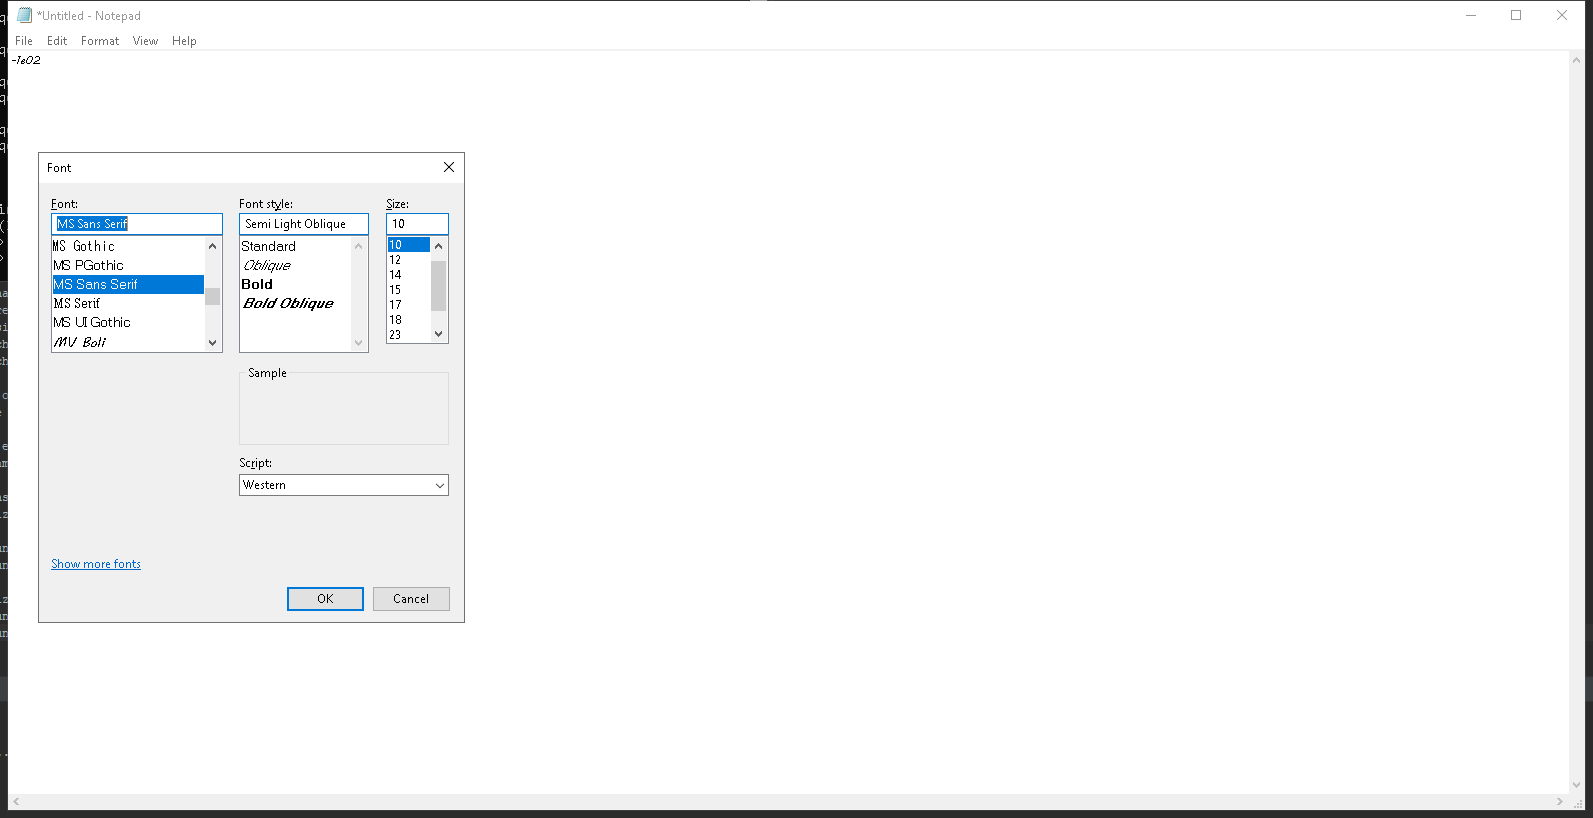 *Untitled - Notepad
File Edit Format View Help
-1e02
Font
Font:
MS Sans Serif
MS Gothic
MS PGothic
MS Sans Serif
MS Serif
MS UI Gothic
MV Boli
Font style:
Semi Light Oblique
Standard
Oblique
Bold
Bold Oblique
Size:
10
10
12
14
15
17
18
23
Sample
Script:
Western
Show more fonts
OK Cancel